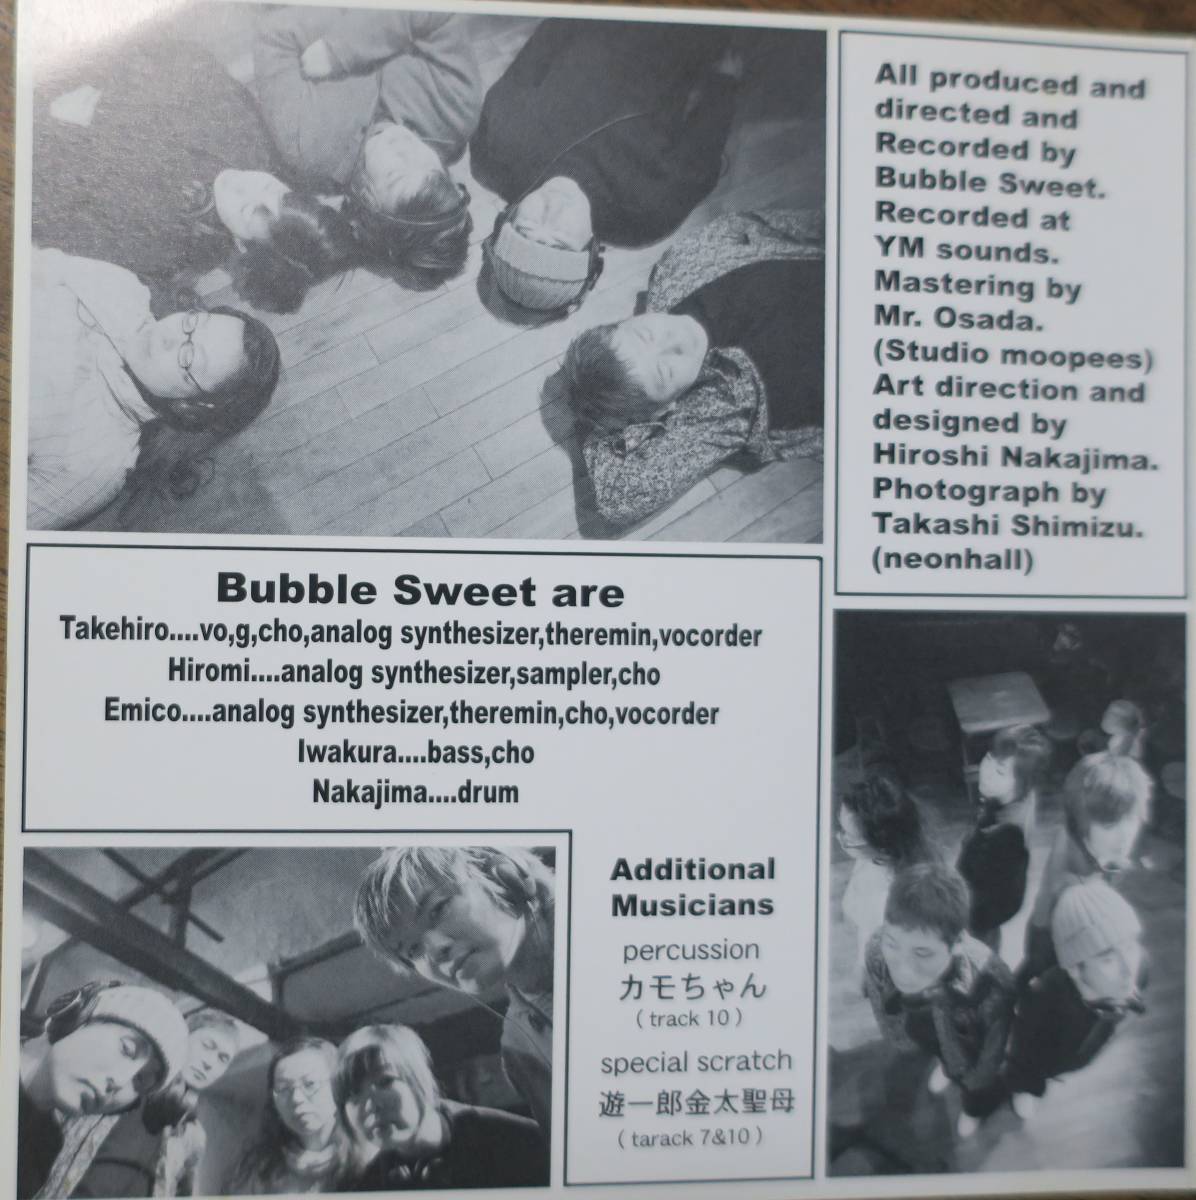 All produced and
directed and
Recorded by
Bubble Sweet.
Recorded at
YM sounds.
Mastering by
Mr. Osada.
(Studio moopees)
Art direction and
designed by
Hiroshi Nakajima.
Photograph by
Takashi Shimizu.
(neonhall)
Bubble Sweet are
Takehiro....vo,g,cho,analog synthesizer,theremin,vocorder
Hiromi....analog synthesizer,sampler,cho
Emico....analog synthesizer,theremin,cho,vocorder
Iwakura....bass,cho
Nakajima....drum
Additional
Musicians
percussion
カモちゃん
( track 10 )
special scratch
遊一郎金太聖母
( tarack 7&10 )